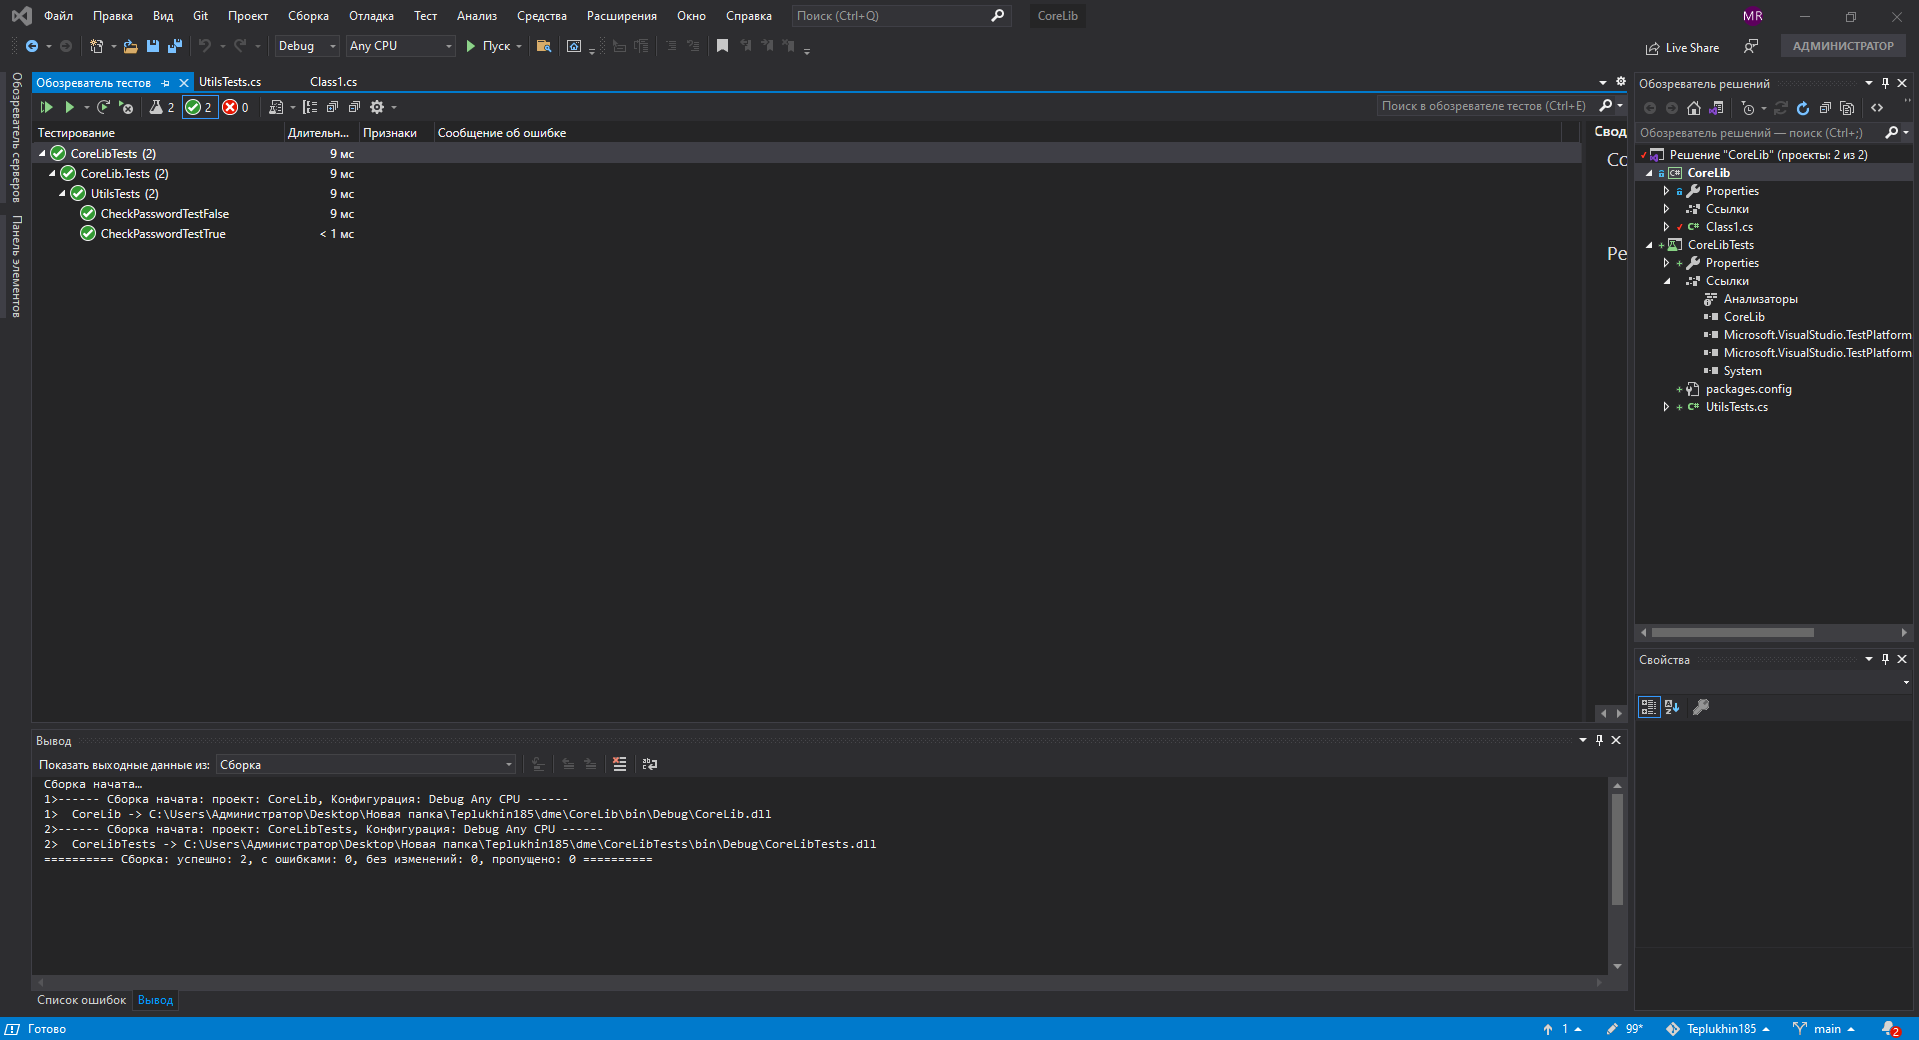 Файл Правка Вид Git Проект Сборка Отладка Тест Анализ Средства Расширения Окно Справка Поиск (Ctrl+Q) CoreLib MR
Debug Any CPU Пуск Live Share АДМИНИСТРАТОР
Обозреватель серверов
Панель элементов
Обозреватель тестов UtilsTests.cs Class1.cs
2 2 0 Поиск в обозревателе тестов (Ctrl+E)
Тестирование Длительн... Признаки Сообщение об ошибке
CoreLibTests (2) 9 мс
CoreLib.Tests (2) 9 мс
UtilsTests (2) 9 мс
CheckPasswordTestFalse 9 мс
CheckPasswordTestTrue < 1 мс
Свод
Со
Ре
Вывод
Показать выходные данные из: Сборка
Сборка начата…
1>------ Сборка начата: проект: CoreLib, Конфигурация: Debug Any CPU ------
1>  CoreLib -> C:\Users\Администратор\Desktop\Новая папка\Teplukhin185\dme\CoreLib\bin\Debug\CoreLib.dll
2>------ Сборка начата: проект: CoreLibTests, Конфигурация: Debug Any CPU ------
2>  CoreLibTests -> C:\Users\Администратор\Desktop\Новая папка\Teplukhin185\dme\CoreLibTests\bin\Debug\CoreLibTests.dll
========== Сборка: успешно: 2, с ошибками: 0, без изменений: 0, пропущено: 0 ==========
Список ошибок Вывод
Обозреватель решений
Обозреватель решений — поиск (Ctrl+;)
Решение "CoreLib" (проекты: 2 из 2)
CoreLib
Properties
Ссылки
Class1.cs
CoreLibTests
Properties
Ссылки
Анализаторы
CoreLib
Microsoft.VisualStudio.TestPlatform
Microsoft.VisualStudio.TestPlatform
System
packages.config
UtilsTests.cs
Свойства
Готово 1 99* Teplukhin185 main 2